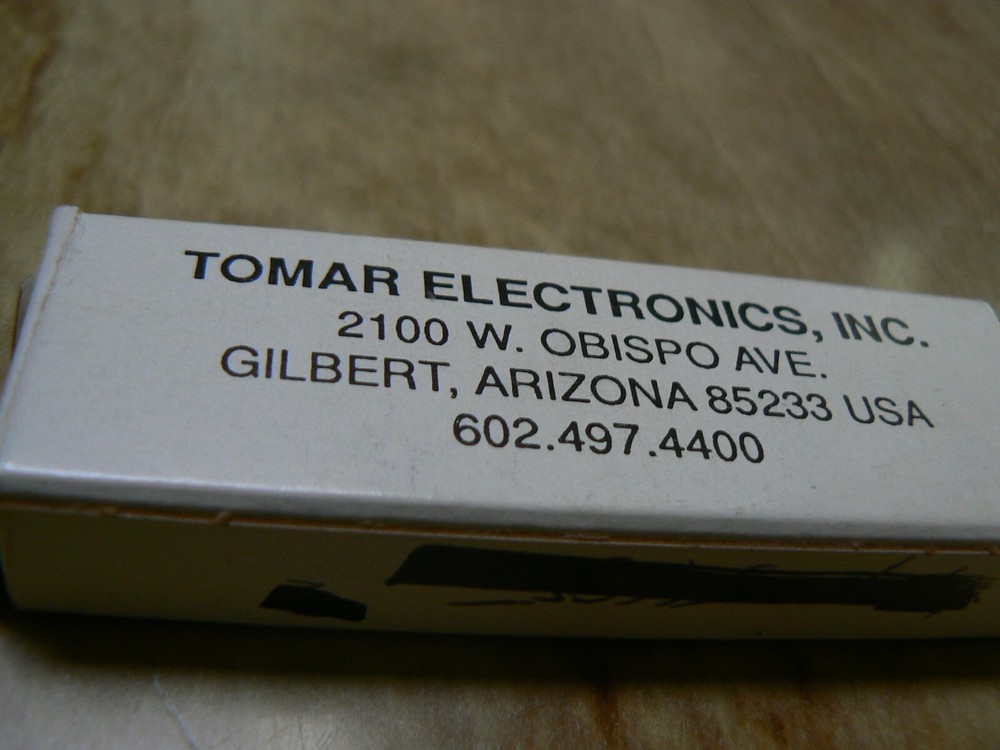 TOMAR ELECTRONICS, INC.
2100 W. OBISPO AVE.
GILBERT, ARIZONA 85233 USA
602.497.4400